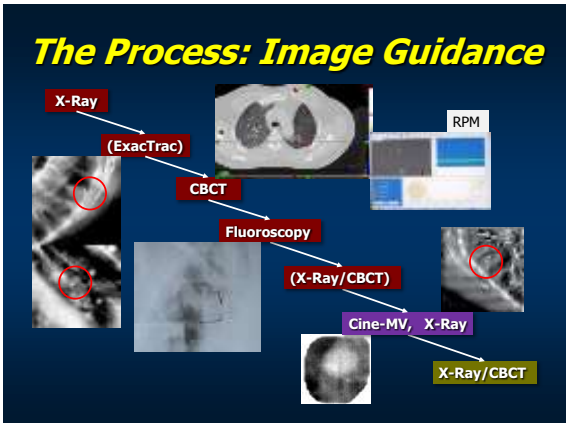 The Process: Image Guidance
X-Ray
RPM
(ExacTrac)
CBCT
Fluoroscopy
(X-Ray/CBCT)
Cine-MV, X-Ray
X-Ray/CBCT